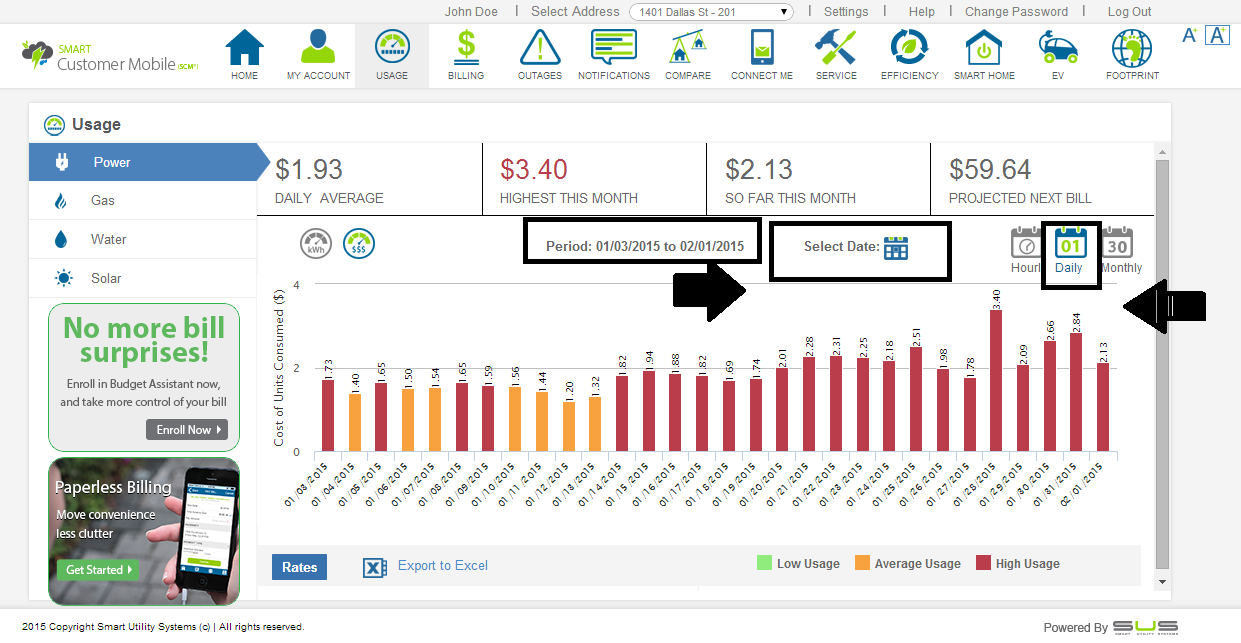 John Doe | Select Address 1401 Dallas St - 201 | Settings | Help | Change Password | Log Out
SMART
Customer Mobile (SCM®)
HOME MY ACCOUNT USAGE BILLING OUTAGES NOTIFICATIONS COMPARE CONNECT ME SERVICE EFFICIENCY SMART HOME EV FOOTPRINT
A+ A+
Usage
Power
Gas
Water
Solar
$1.93
DAILY AVERAGE
$3.40
HIGHEST THIS MONTH
$2.13
SO FAR THIS MONTH
$59.64
PROJECTED NEXT BILL
kWh $$$
Period: 01/03/2015 to 02/01/2015
Select Date:
01 30
Hourl Daily Monthly
Cost of Units Consumed ($)
4
2
0
1.73 1.40 1.65 1.50 1.54 1.65 1.59 1.56 1.44 1.20 1.32 1.82 1.94 1.88 1.82 1.69 1.74 2.01 2.28 2.31 2.25 2.18 2.51 1.98 1.78 3.40 2.09 2.66 2.84 2.13
01/03/2015 01/04/2015 01/05/2015 01/06/2015 01/07/2015 01/08/2015 01/09/2015 01/10/2015 01/11/2015 01/12/2015 01/13/2015 01/14/2015 01/15/2015 01/16/2015 01/17/2015 01/18/2015 01/19/2015 01/20/2015 01/21/2015 01/22/2015 01/23/2015 01/24/2015 01/25/2015 01/26/2015 01/27/2015 01/28/2015 01/29/2015 01/30/2015 01/31/2015 02/01/2015
No more bill
surprises!
Enroll in Budget Assistant now,
and take more control of your bill
Enroll Now
Paperless Billing
Move convenience
less clutter
Get Started
Rates
Export to Excel
Low Usage Average Usage High Usage
2015 Copyright Smart Utility Systems (c) | All rights reserved.
Powered By SUS
SMART UTILITY SYSTEMS